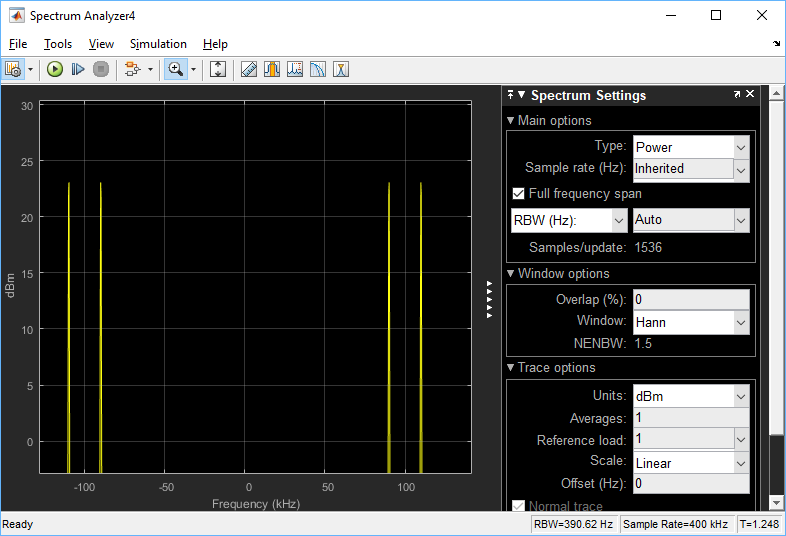 Spectrum Analyzer4
File Tools View Simulation Help
30
25
20
15
10
5
0
dBm
-100 -50 0 50 100
Frequency (kHz)
Spectrum Settings
Main options
Type: Power
Sample rate (Hz): Inherited
Full frequency span
RBW (Hz): Auto
Samples/update: 1536
Window options
Overlap (%): 0
Window: Hann
NENBW: 1.5
Trace options
Units: dBm
Averages: 1
Reference load: 1
Scale: Linear
Offset (Hz): 0
Normal trace
Ready
RBW=390.62 Hz Sample Rate=400 kHz T=1.248